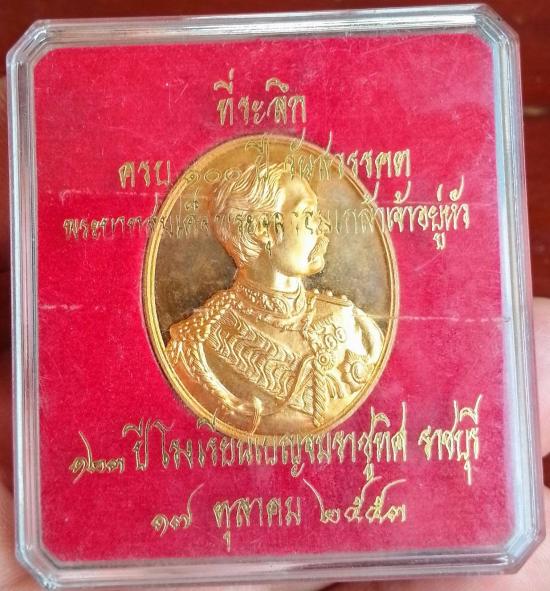 ที่ระลึก
ครบ ๑๐๐ ปี วันสวรรคต
พระบาทสมเด็จพระจุลจอมเกล้าเจ้าอยู่หัว
๑๒๓ ปี โรงเรียนเบญจมราชูทิศ ราชบุรี
๑๗ ตุลาคม ๒๕๕๓